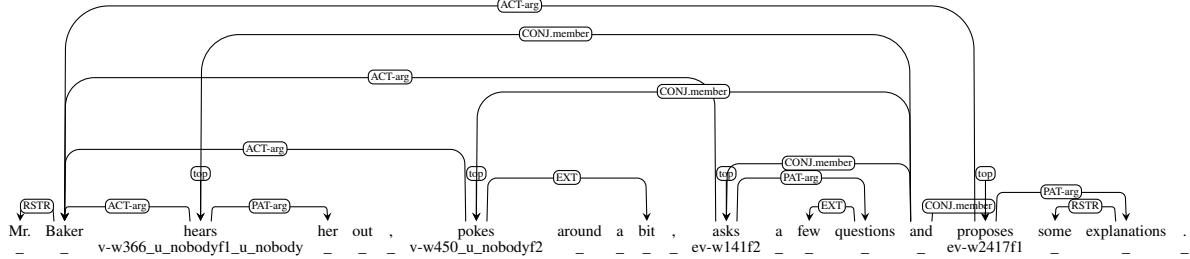 ACT-arg
CONJ.member
ACT-arg
CONJ.member
ACT-arg
CONJ.member
top top EXT top PAT-arg top
RSTR ACT-arg PAT-arg EXT CONJ.member PAT-arg RSTR
Mr. Baker hears her out , pokes around a bit , asks a few questions and proposes some explanations .
_ _ v-w366_u_nobodyf1_u_nobody _ _ _ v-w450_u_nobodyf2 _ _ _ _ ev-w141f2 _ _ _ _ ev-w2417f1 _ _ _